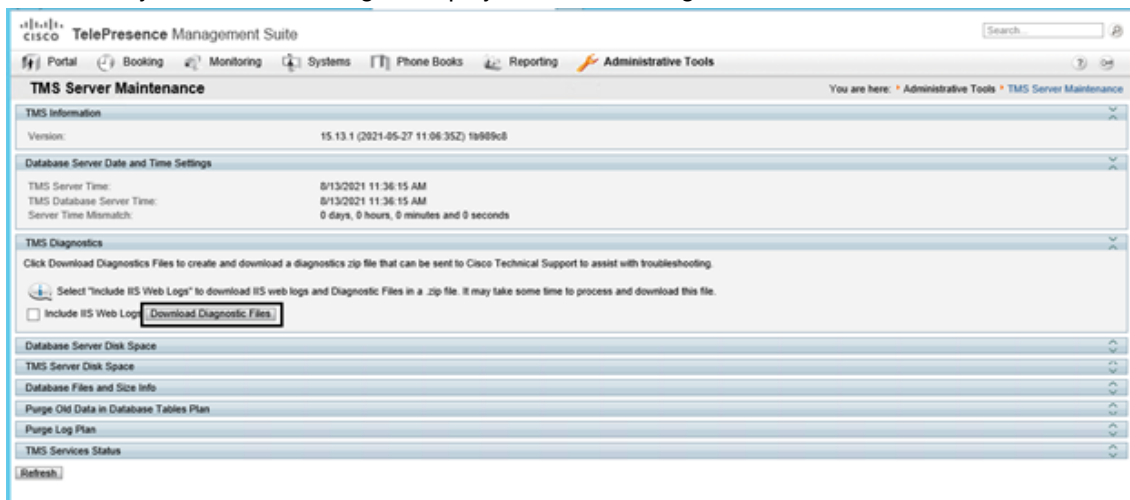 CISCO TelePresence Management Suite
Search...
Portal Booking Monitoring Systems Phone Books Reporting Administrative Tools
TMS Server Maintenance You are here: Administrative Tools TMS Server Maintenance
TMS Information
Version: 15.13.1 (2021-05-27 11:06:35Z) 1b989c8
Database Server Date and Time Settings
TMS Server Time: 8/13/2021 11:36:15 AM
TMS Database Server Time: 8/13/2021 11:36:15 AM
Server Time Mismatch: 0 days, 0 hours, 0 minutes and 0 seconds
TMS Diagnostics
Click Download Diagnostics Files to create and download a diagnostics zip file that can be sent to Cisco Technical Support to assist with troubleshooting.
Select "Include IIS Web Logs" to download IIS web logs and Diagnostic Files in a .zip file. It may take some time to process and download this file.
Include IIS Web Logs Download Diagnostic Files
Database Server Disk Space
TMS Server Disk Space
Database Files and Size Info
Purge Old Data in Database Tables Plan
Purge Log Plan
TMS Services Status
Refresh